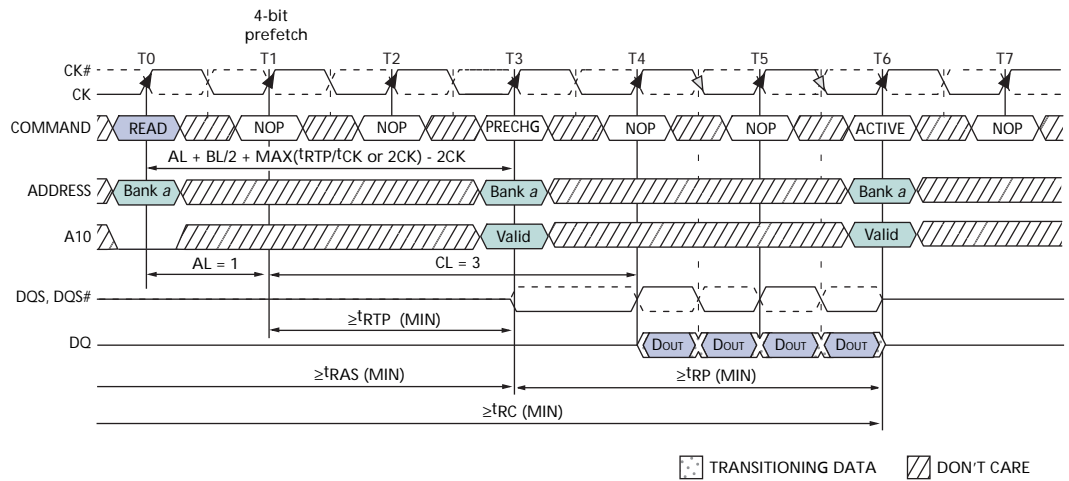 4-bit
prefetch
T0 T1 T2 T3 T4 T5 T6 T7
CK#
CK
COMMAND READ NOP NOP PRECHG NOP NOP ACTIVE NOP
AL + BL/2 + MAX(tRTP/tCK or 2CK) - 2CK
ADDRESS Bank a Bank a Bank a
A10 Valid Valid
AL = 1 CL = 3
DQS, DQS#
≥tRTP (MIN)
DQ DOUT DOUT DOUT DOUT
≥tRAS (MIN) ≥tRP (MIN)
≥tRC (MIN)
TRANSITIONING DATA DON'T CARE